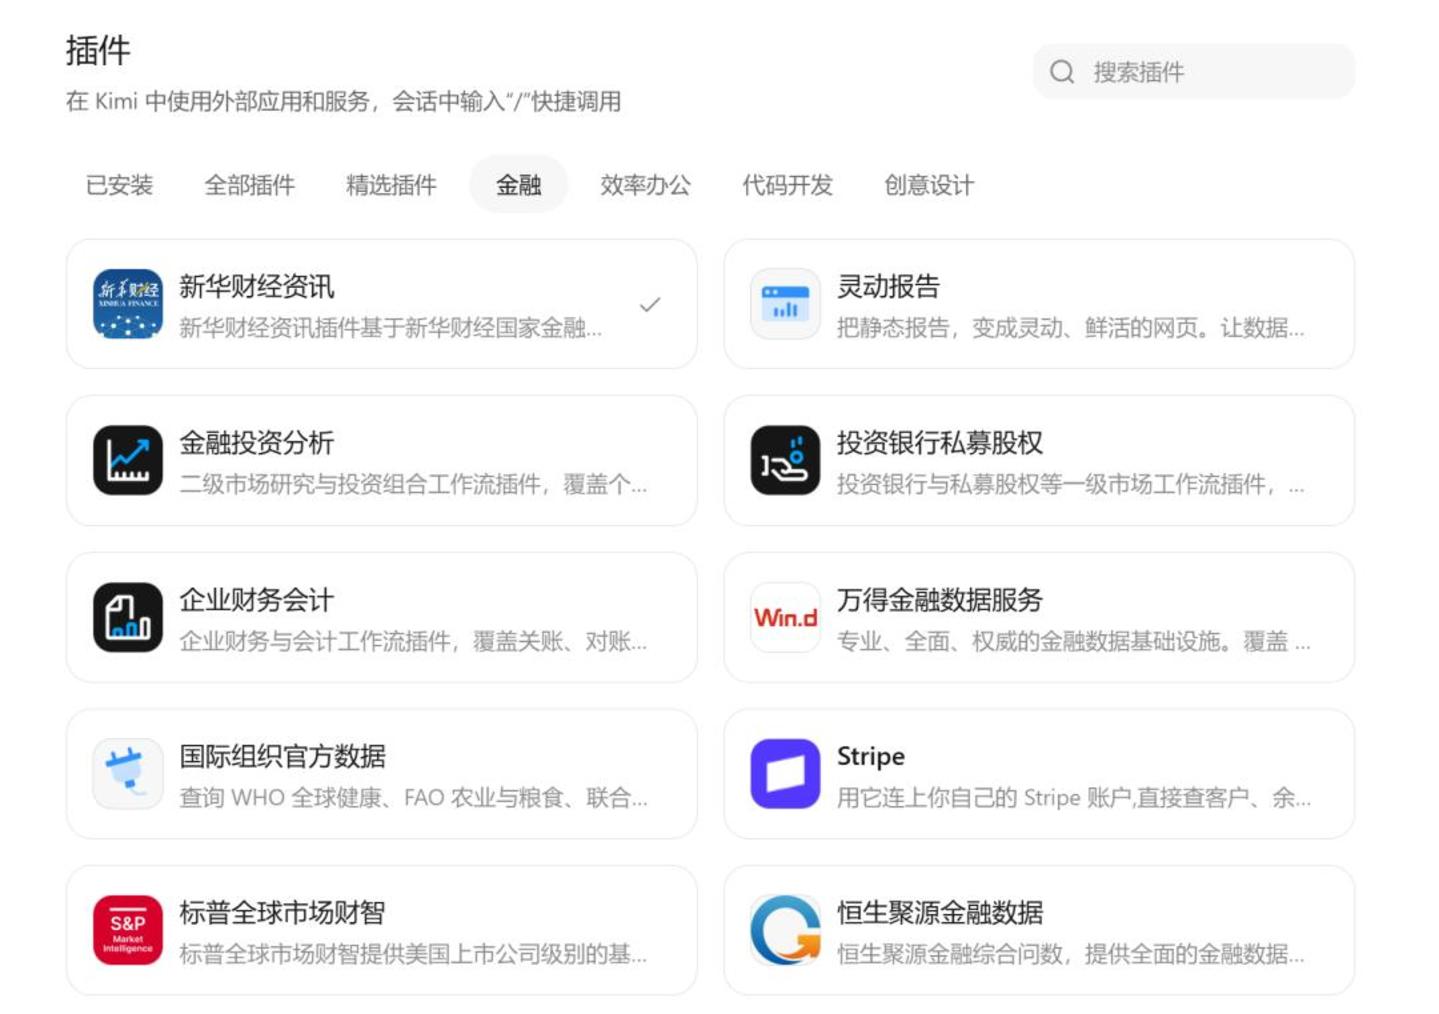 插件
搜索插件
在 Kimi 中使用外部应用和服务，会话中输入“/”快捷调用
已安装 全部插件 精选插件 金融 效率办公 代码开发 创意设计
新华财经
XINHUA FINANCE
新华财经资讯
新华财经资讯插件基于新华财经国家金融...
灵动报告
把静态报告，变成灵动、鲜活的网页。让数据...
金融投资分析
二级市场研究与投资组合工作流插件，覆盖个...
投资银行私募股权
投资银行与私募股权等一级市场工作流插件，...
企业财务会计
企业财务与会计工作流插件，覆盖关账、对账...
Win.d
万得金融数据服务
专业、全面、权威的金融数据基础设施。覆盖 ...
国际组织官方数据
查询 WHO 全球健康、FAO 农业与粮食、联合...
Stripe
用它连上你自己的 Stripe 账户,直接查客户、余...
S&P
Market
Intelligence
标普全球市场财智
标普全球市场财智提供美国上市公司级别的基...
恒生聚源金融数据
恒生聚源金融综合问数，提供全面的金融数据...